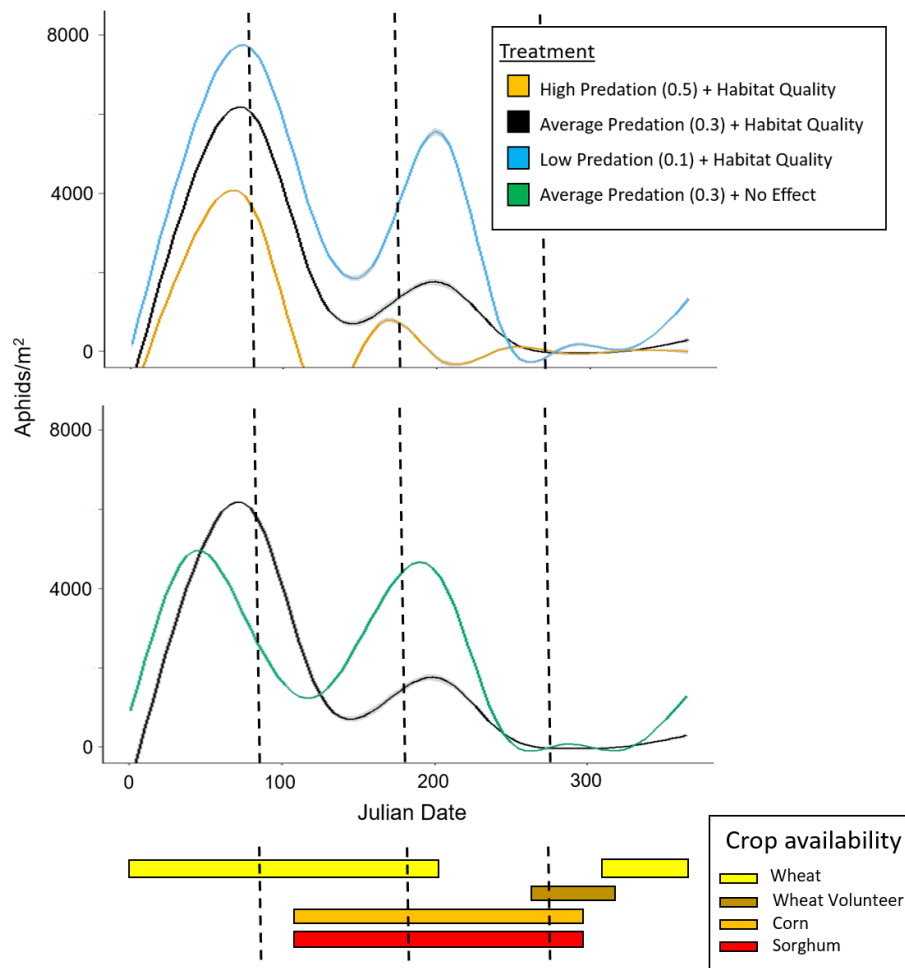 8000
4000
0
Treatment
High Predation (0.5) + Habitat Quality
Average Predation (0.3) + Habitat Quality
Low Predation (0.1) + Habitat Quality
Average Predation (0.3) + No Effect
Aphids/m²
8000
4000
0
0 100 200 300
Julian Date
Crop availability
Wheat
Wheat Volunteer
Corn
Sorghum